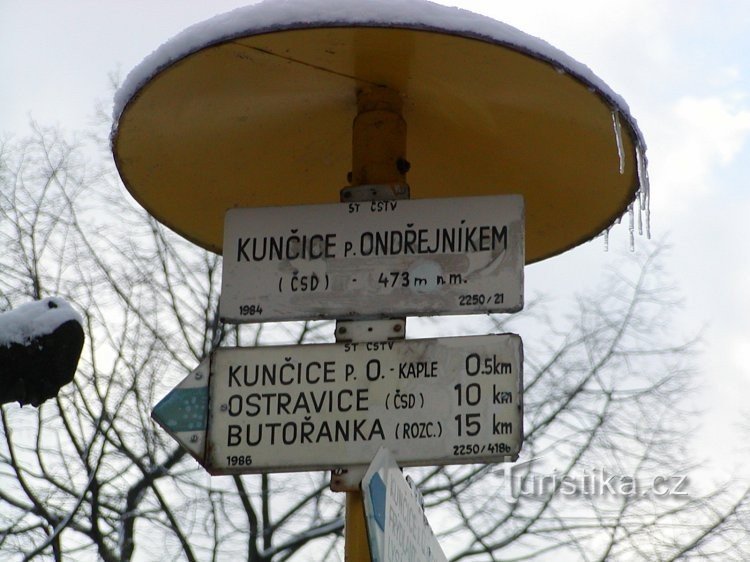 ST ČSTV
KUNČICE P. ONDŘEJNÍKEM
(ČSD) - 473 m n.m.
1984 2250/21
ST ČSTV
KUNČICE P. O. - KAPLE 0.5 km
OSTRAVICE (ČSD) 10 km
BUTOŘANKA (ROZC.) 15 km
1986 2250/418b
Turistika.cz